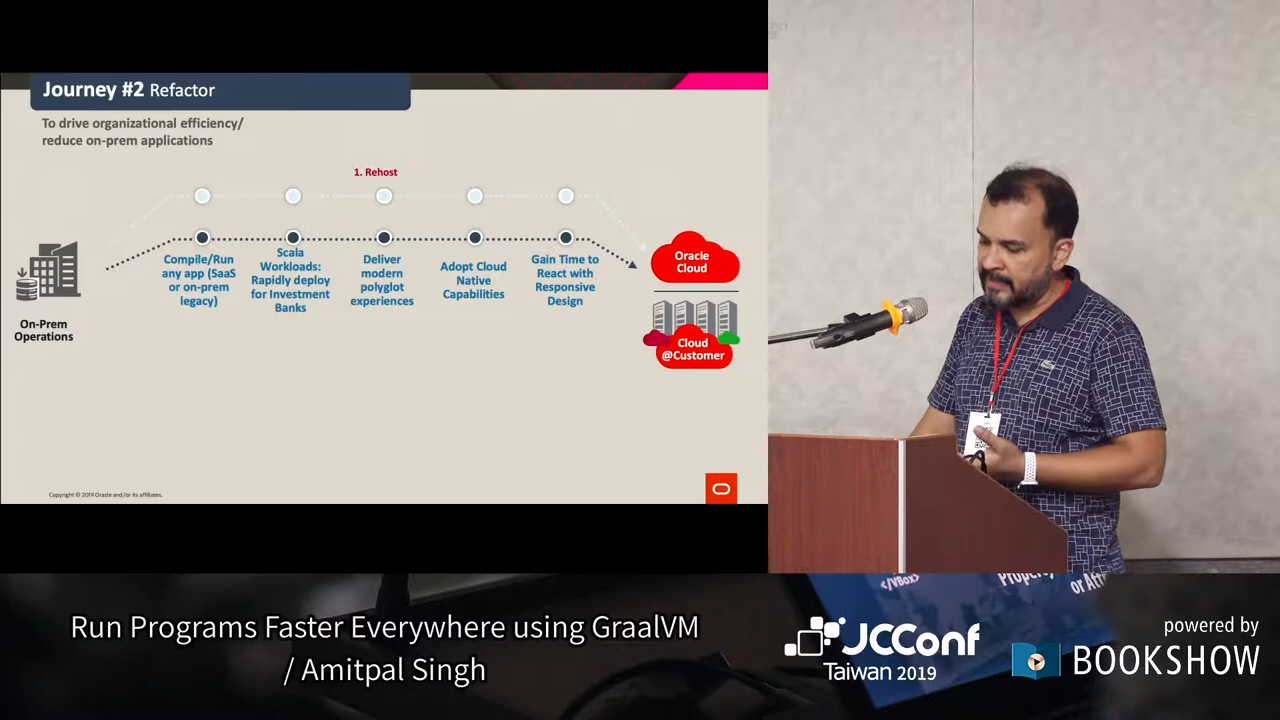 Journey #2 Refactor
To drive organizational efficiency/
reduce on-prem applications
1. Rehost
On-Prem
Operations
Compile/Run
any app (SaaS
or on-prem
legacy)
Scala
Workloads:
Rapidly deploy
for Investment
Banks
Deliver
modern
polyglot
experiences
Adopt Cloud
Native
Capabilities
Gain Time to
React with
Responsive
Design
Oracle
Cloud
Cloud
@Customer
Copyright © 2019 Oracle and/or its affiliates.
</VBox>
Run Programs Faster Everywhere using GraalVM
/ Amitpal Singh
JCConf
Taiwan 2019
powered by
BOOKSHOW